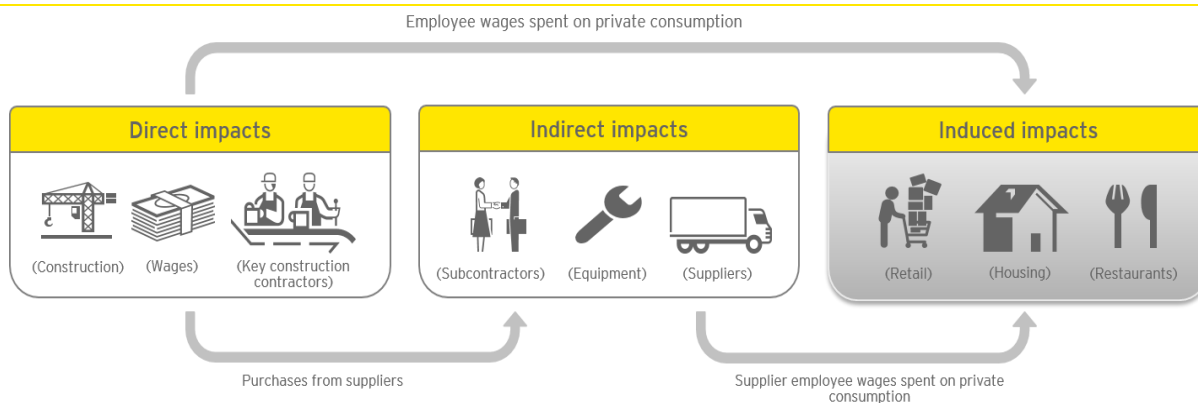 Employee wages spent on private consumption
Direct impacts
(Construction)
(Wages)
(Key construction
contractors)
Indirect impacts
(Subcontractors)
(Equipment)
(Suppliers)
Induced impacts
(Retail)
(Housing)
(Restaurants)
Purchases from suppliers
Supplier employee wages spent on private
consumption